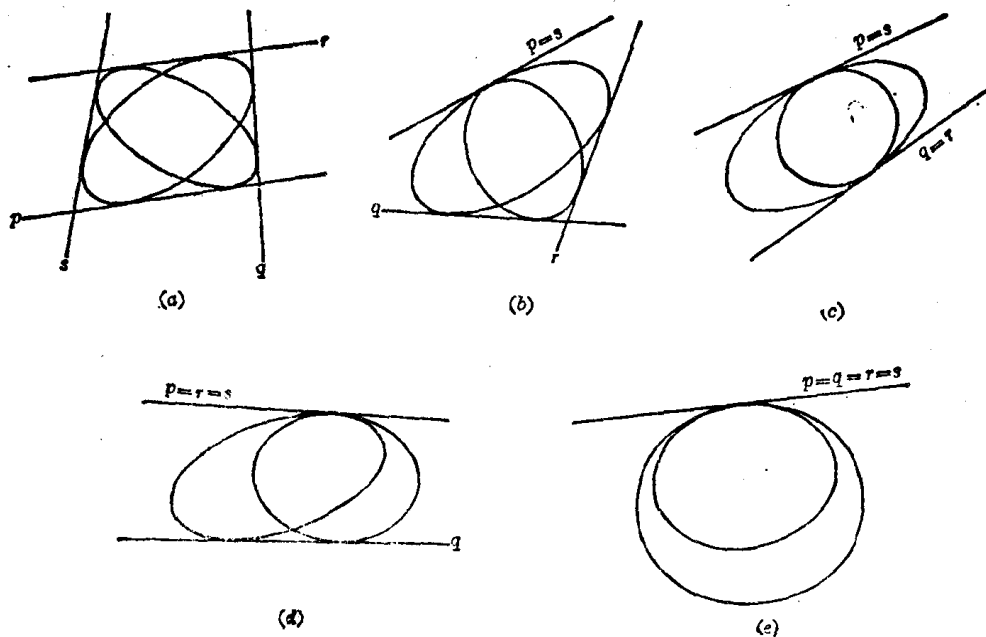 r
p
s
q
(a)
p=s
q
r
(b)
p=s
q=r
(c)
p=r=s
q
(d)
p=q=r=s
(e)